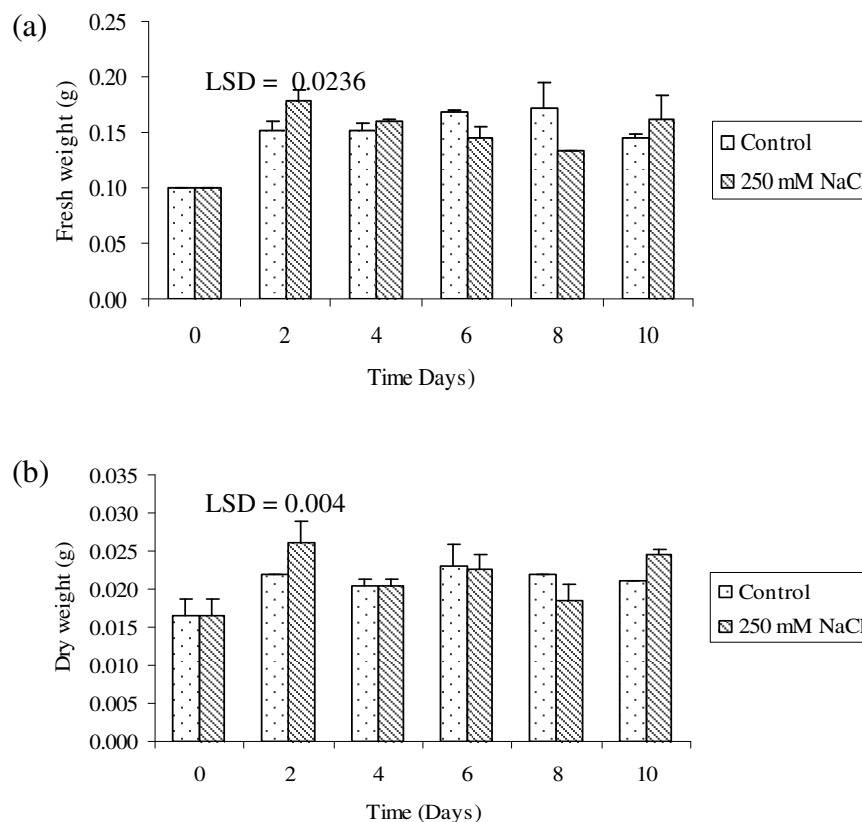 (a)
Fresh weight (g)
0.25
0.20
0.15
0.10
0.05
0.00
LSD = 0.0236
0 2 4 6 8 10
Time Days)
Control
250 mM NaCl
(b)
Dry weight (g)
0.035
0.030
0.025
0.020
0.015
0.010
0.005
0.000
LSD = 0.004
0 2 4 6 8 10
Time (Days)
Control
250 mM NaCl